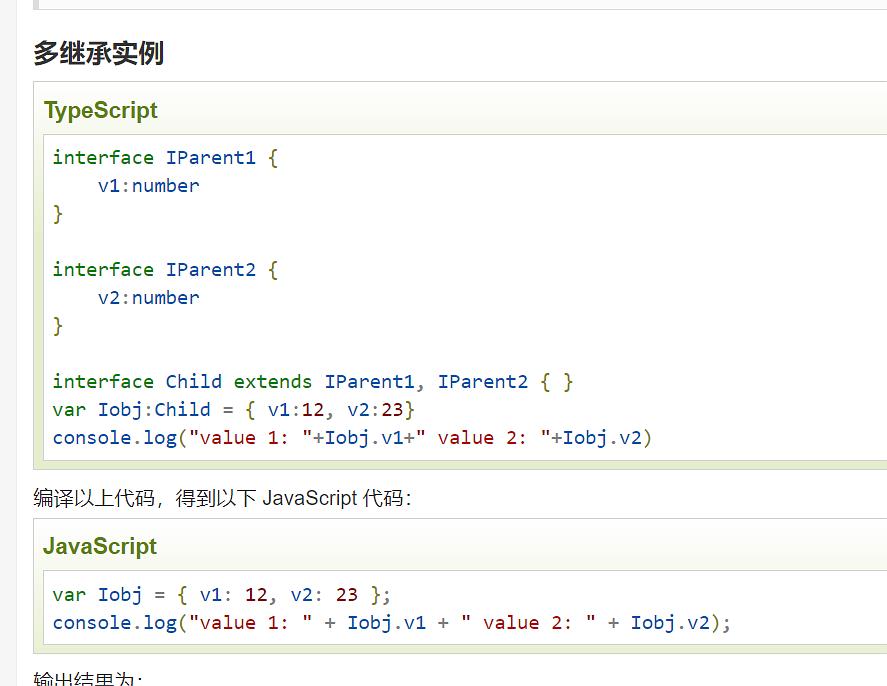 多继承实例
TypeScript
interface IParent1 {
    v1:number
}
interface IParent2 {
    v2:number
}
interface Child extends IParent1, IParent2 { }
var Iobj:Child = { v1:12, v2:23}
console.log("value 1: "+Iobj.v1+" value 2: "+Iobj.v2)
编译以上代码，得到以下 JavaScript 代码：
JavaScript
var Iobj = { v1: 12, v2: 23 };
console.log("value 1: " + Iobj.v1 + " value 2: " + Iobj.v2);
输出结果为：